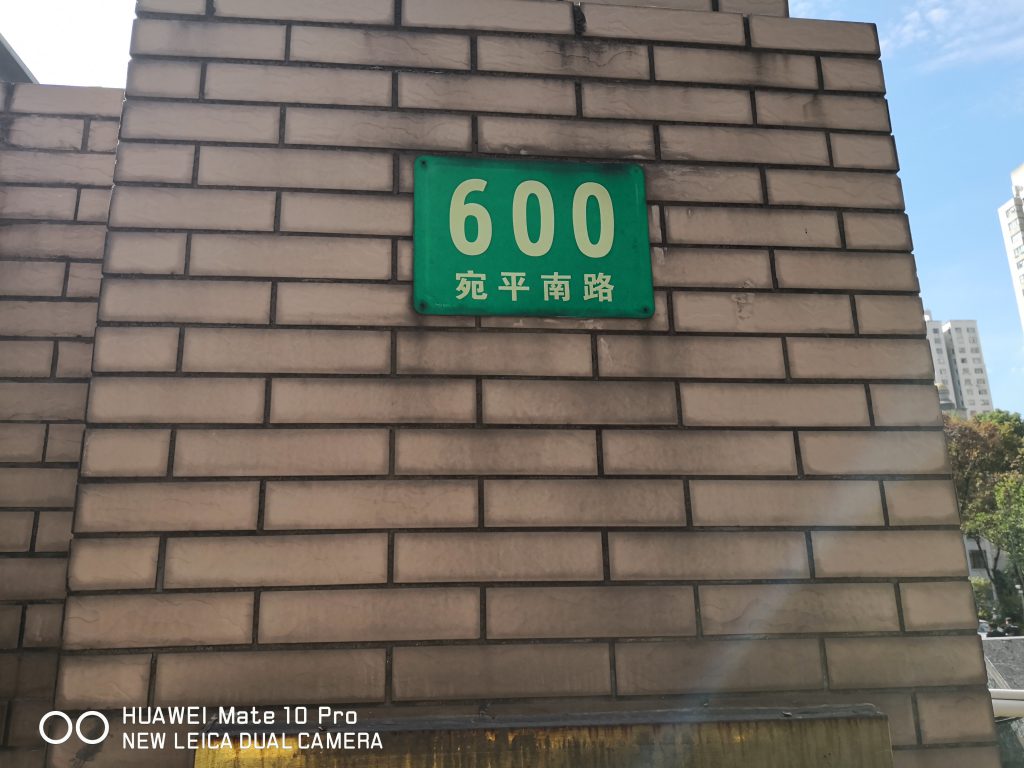 600
宛平南路
HUAWEI Mate 10 Pro
NEW LEICA DUAL CAMERA